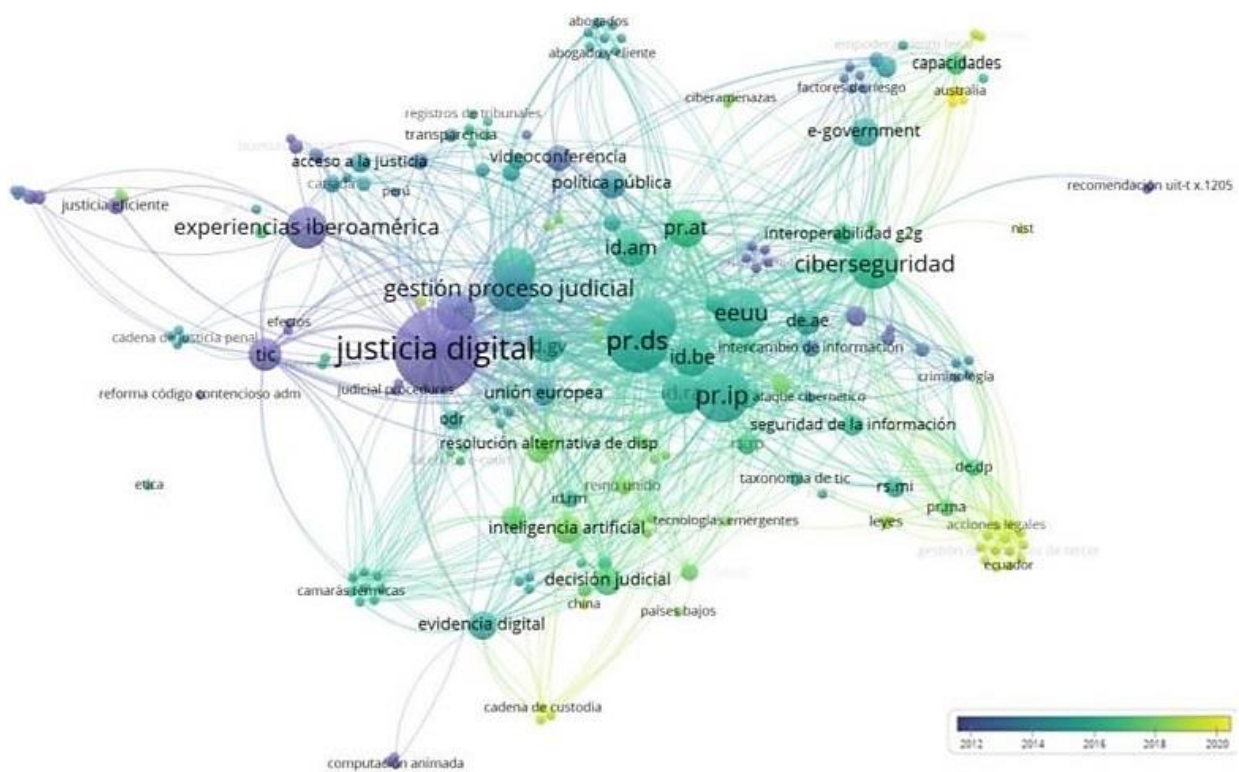 abogados
abogado y cliente
capacidades
factores de riesgo
australia
ciberamenazas
registros de tribunales
transparencia
e-government
videoconferencia
acceso a la justicia
política pública
canadá
perú
recomendación uit-t x.1205
justicia eficiente
experiencias iberoamérica
pr.at
interoperabilidad g2g
nist
id.am
ciberseguridad
gestión proceso judicial
eeuu
efectos
de.ae
cadena de justicia penal
justicia digital
pr.ds
tic
id.be
intercambio de información
criminología
judicial procedures
unión europea
reforma código contencioso adm
pr.ip
ataque cibernético
odr
seguridad de la información
resolución alternativa de disp
de.dp
etica
reino unido
taxonomia de tic
rs.mi
id.rm
pr.ma
inteligencia artificial
tecnologías emergentes
leyes
acciones legales
ecuador
decisión judicial
camarás térmicas
china
países bajos
evidencia digital
cadena de custodia
computación animada
2012 2014 2016 2018 2020